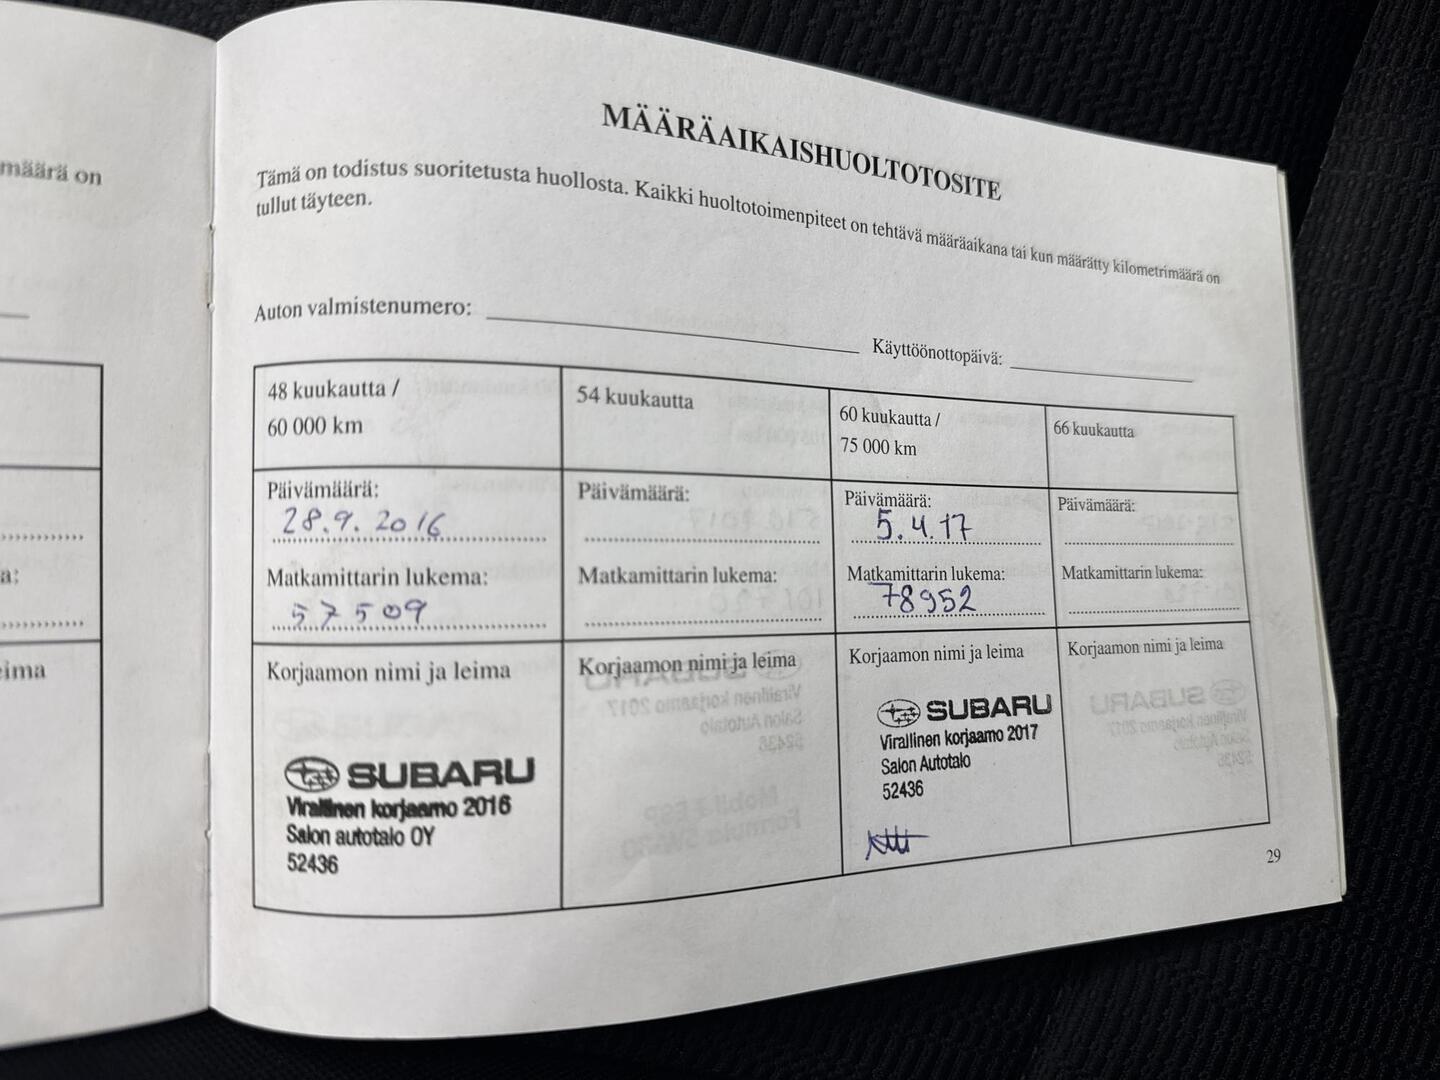 määrä on
a:
eima
MÄÄRÄAIKAISHUOLTOTOSITE
Tämä on todistus suoritetusta huollosta. Kaikki huoltotoimenpiteet on tehtävä määräaikana tai kun määrätty kilometrimäärä on
tullut täyteen.
Auton valmistenumero: Käyttöönottopäivä:
48 kuukautta /
60 000 km
Päivämäärä:
28.9.2016
Matkamittarin lukema:
57509
Korjaamon nimi ja leima
SUBARU
Virallinen korjaamo 2016
Salon autotalo OY
52436
54 kuukautta
Päivämäärä:
Matkamittarin lukema:
Korjaamon nimi ja leima
60 kuukautta /
75 000 km
Päivämäärä:
5.4.17
Matkamittarin lukema:
78952
Korjaamon nimi ja leima
SUBARU
Virallinen korjaamo 2017
Salon Autotalo
52436
66 kuukautta
Päivämäärä:
Matkamittarin lukema:
Korjaamon nimi ja leima
29